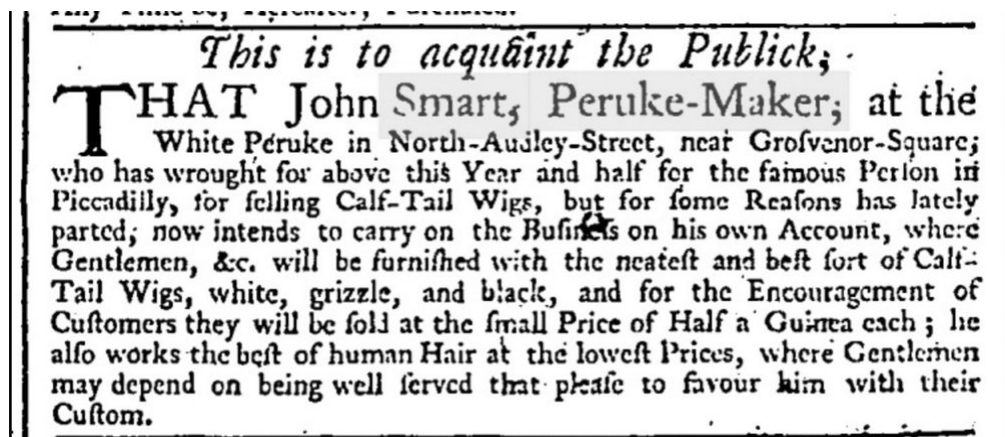 This is to acquaint the Publick;
THAT John Smart, Peruke-Maker; at the
White Peruke in North-Audley-Street, near Groſvenor-Square;
who has wrought for above this Year and half for the famous Perſon in
Piccadilly, for ſelling Calf-Tail Wigs, but for ſome Reaſons has lately
parted; now intends to carry on the Buſineſs on his own Account, where
Gentlemen, &c. will be furniſhed with the neateſt and beſt ſort of Calf-
Tail Wigs, white, grizzle, and black, and for the Encouragement of
Cuſtomers they will be ſold at the ſmall Price of Half a Guinea each; he
alſo works the beſt of human Hair at the loweſt Prices, where Gentlemen
may depend on being well ſerved that pleaſe to favour him with their
Cuſtom.